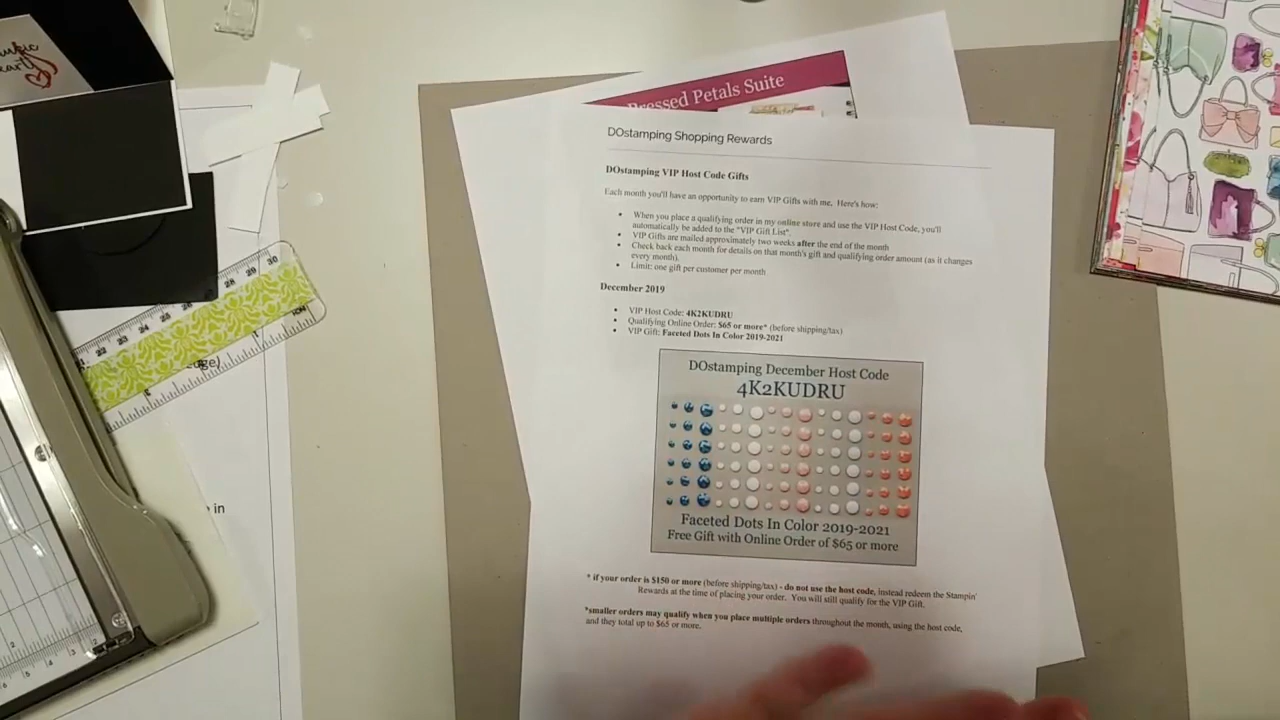 Pressed Petals Suite
DOstamping Shopping Rewards
DOstamping VIP Host Code Gifts
Each month you'll have an opportunity to earn VIP Gifts with me. Here's how:
• When you place a qualifying order in my online store and use the VIP Host Code, you'll
automatically be added to the "VIP Gift List".
• VIP Gifts are mailed approximately two weeks after the end of the month
• Check back each month for details on that month's gift and qualifying order amount (as it changes
every month).
• Limit: one gift per customer per month
December 2019
• VIP Host Code: 4K2KUDRU
• Qualifying Online Order: $65 or more* (before shipping/tax)
• VIP Gift: Faceted Dots In Color 2019-2021
DOstamping December Host Code
4K2KUDRU
Faceted Dots In Color 2019-2021
Free Gift with Online Order of $65 or more
* if your order is $150 or more (before shipping/tax) - do not use the host code, instead redeem the Stampin'
Rewards at the time of placing your order. You will still qualify for the VIP Gift.
*smaller orders may qualify when you place multiple orders throughout the month, using the host code,
and they total up to $65 or more.
22 23 24 25 26 27 28 29 30
in